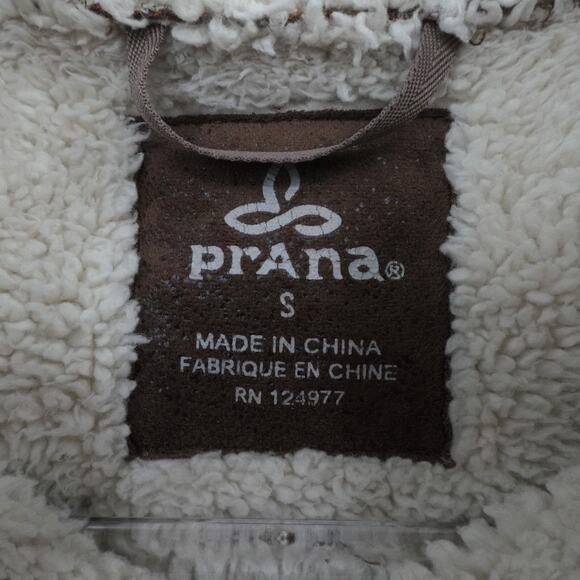 prAna®
S
MADE IN CHINA
FABRIQUE EN CHINE
RN 124977